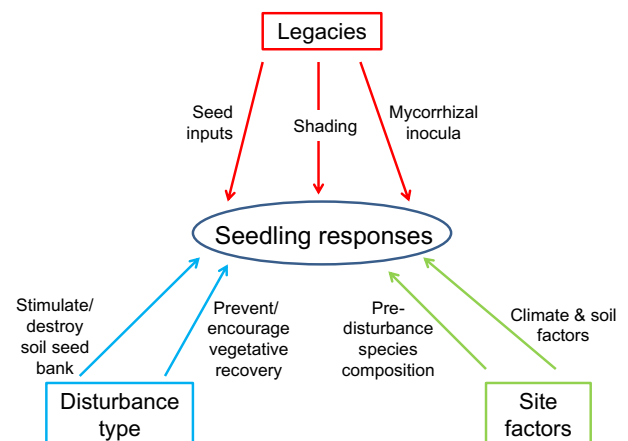 Legacies
Seed
inputs
Shading
Mycorrhizal
inocula
Seedling responses
Stimulate/
destroy
soil seed
bank
Prevent/
encourage
vegetative
recovery
Pre-
disturbance
species
composition
Climate & soil
factors
Disturbance
type
Site
factors